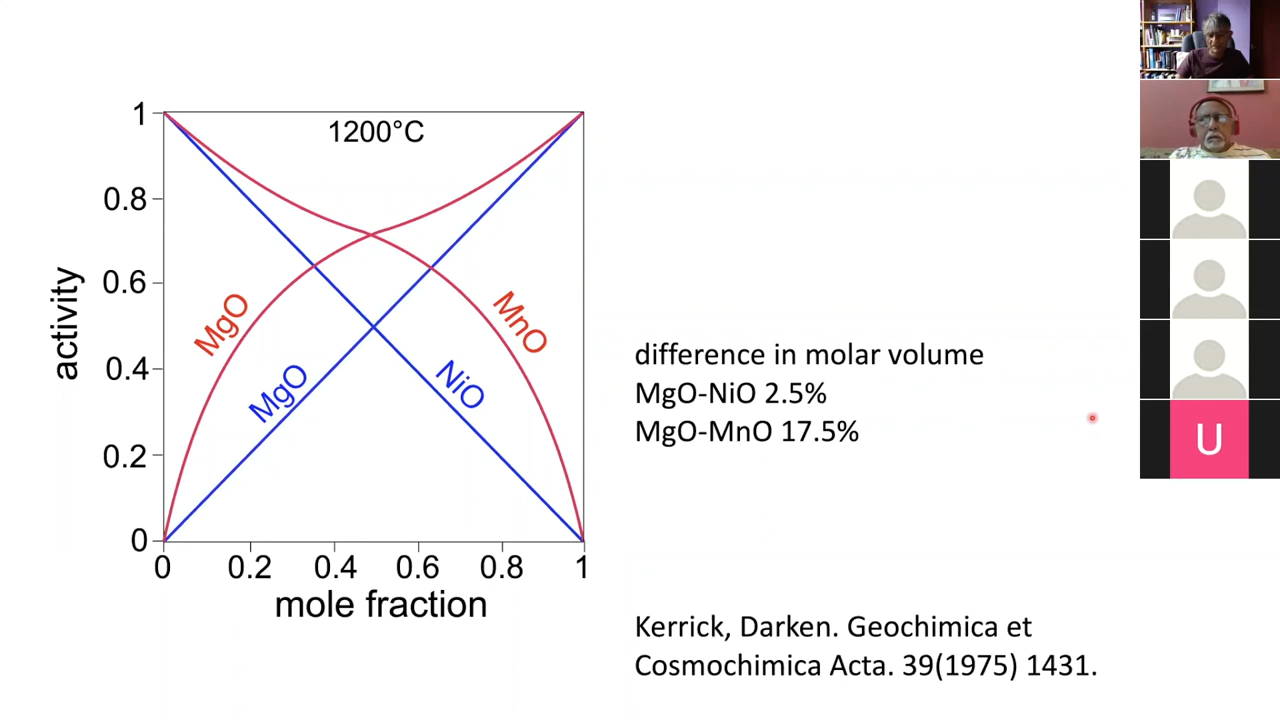 1200°C
1
0.8
0.6
0.4
0.2
0
activity
MgO
MnO
MgO
NiO
0 0.2 0.4 0.6 0.8 1
mole fraction
difference in molar volume
MgO-NiO 2.5%
MgO-MnO 17.5%
Kerrick, Darken. Geochimica et
Cosmochimica Acta. 39(1975) 1431.
U